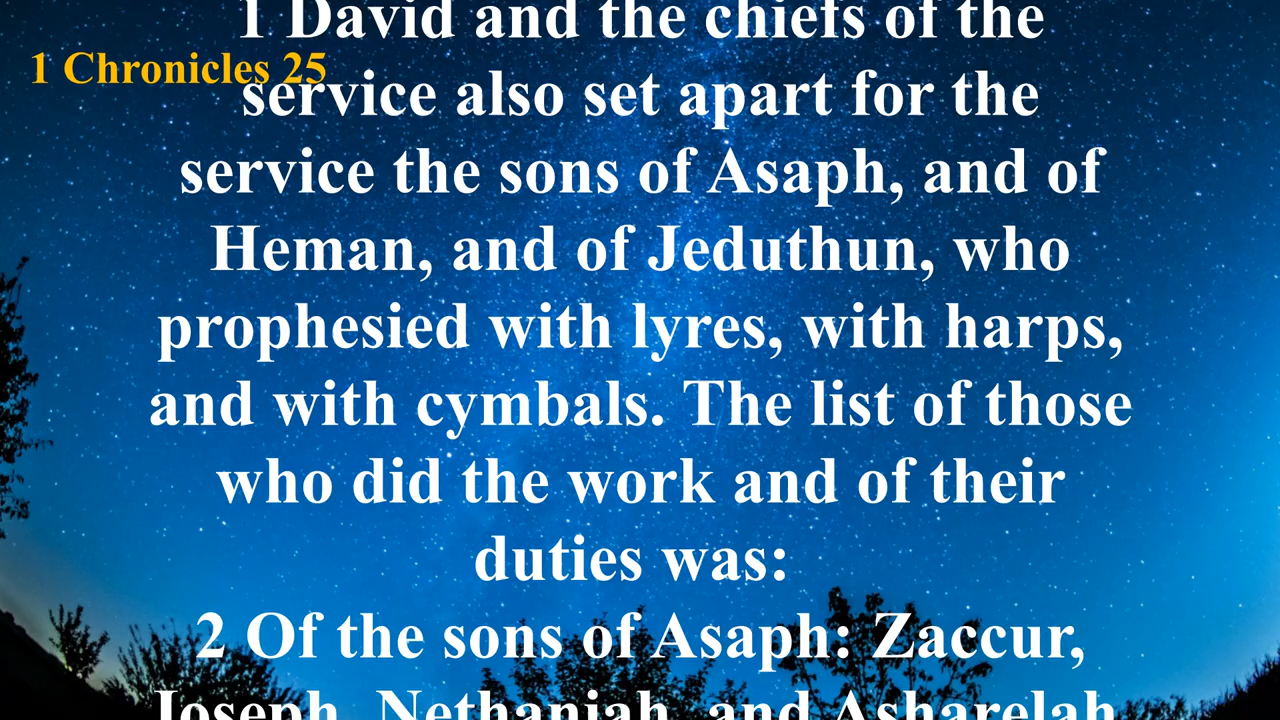 1 David and the chiefs of the
1 Chronicles 25
service also set apart for the
service the sons of Asaph, and of
Heman, and of Jeduthun, who
prophesied with lyres, with harps,
and with cymbals. The list of those
who did the work and of their
duties was:
2 Of the sons of Asaph: Zaccur,
Joseph, Nethaniah, and Asharelah